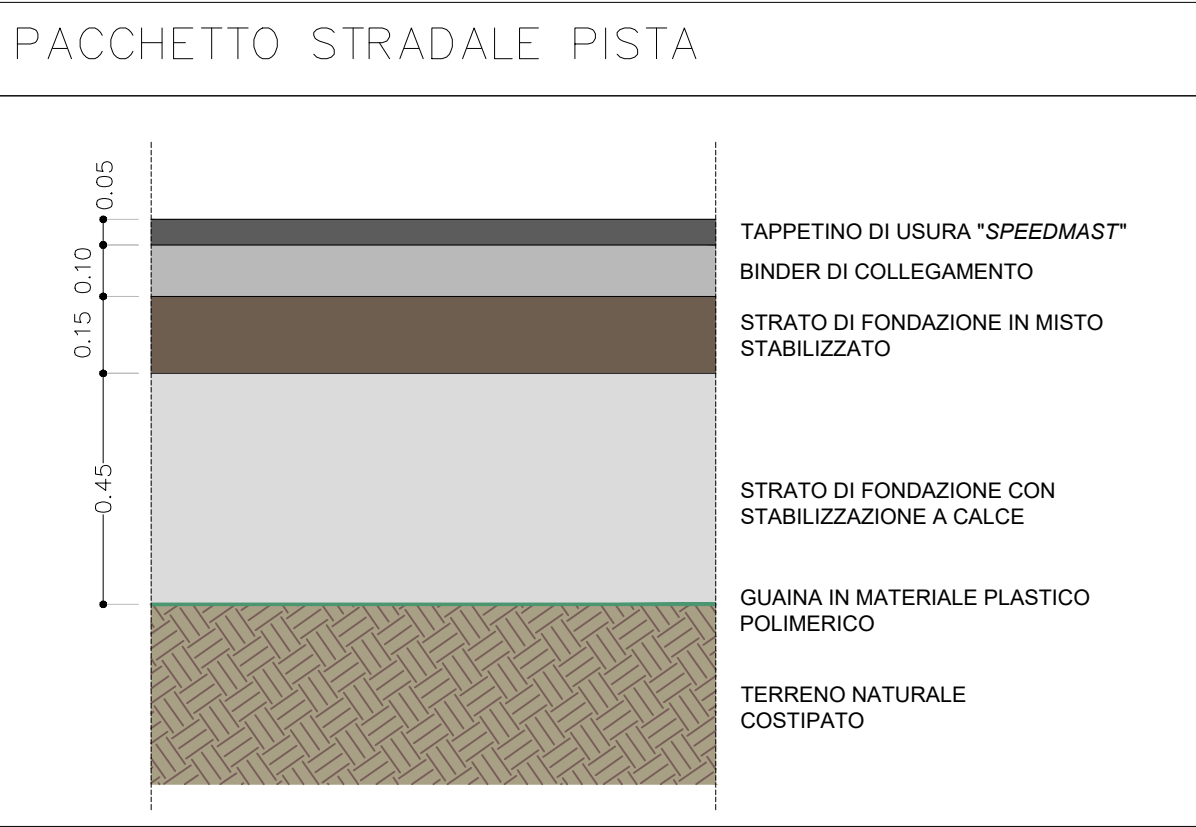 PACCHETTO STRADALE PISTA
0.05
TAPPETINO DI USURA "SPEEDMAST"
0.10
BINDER DI COLLEGAMENTO
0.15
STRATO DI FONDAZIONE IN MISTO
STABILIZZATO
0.45
STRATO DI FONDAZIONE CON
STABILIZZAZIONE A CALCE
GUAINA IN MATERIALE PLASTICO
POLIMERICO
TERRENO NATURALE
COSTIPATO